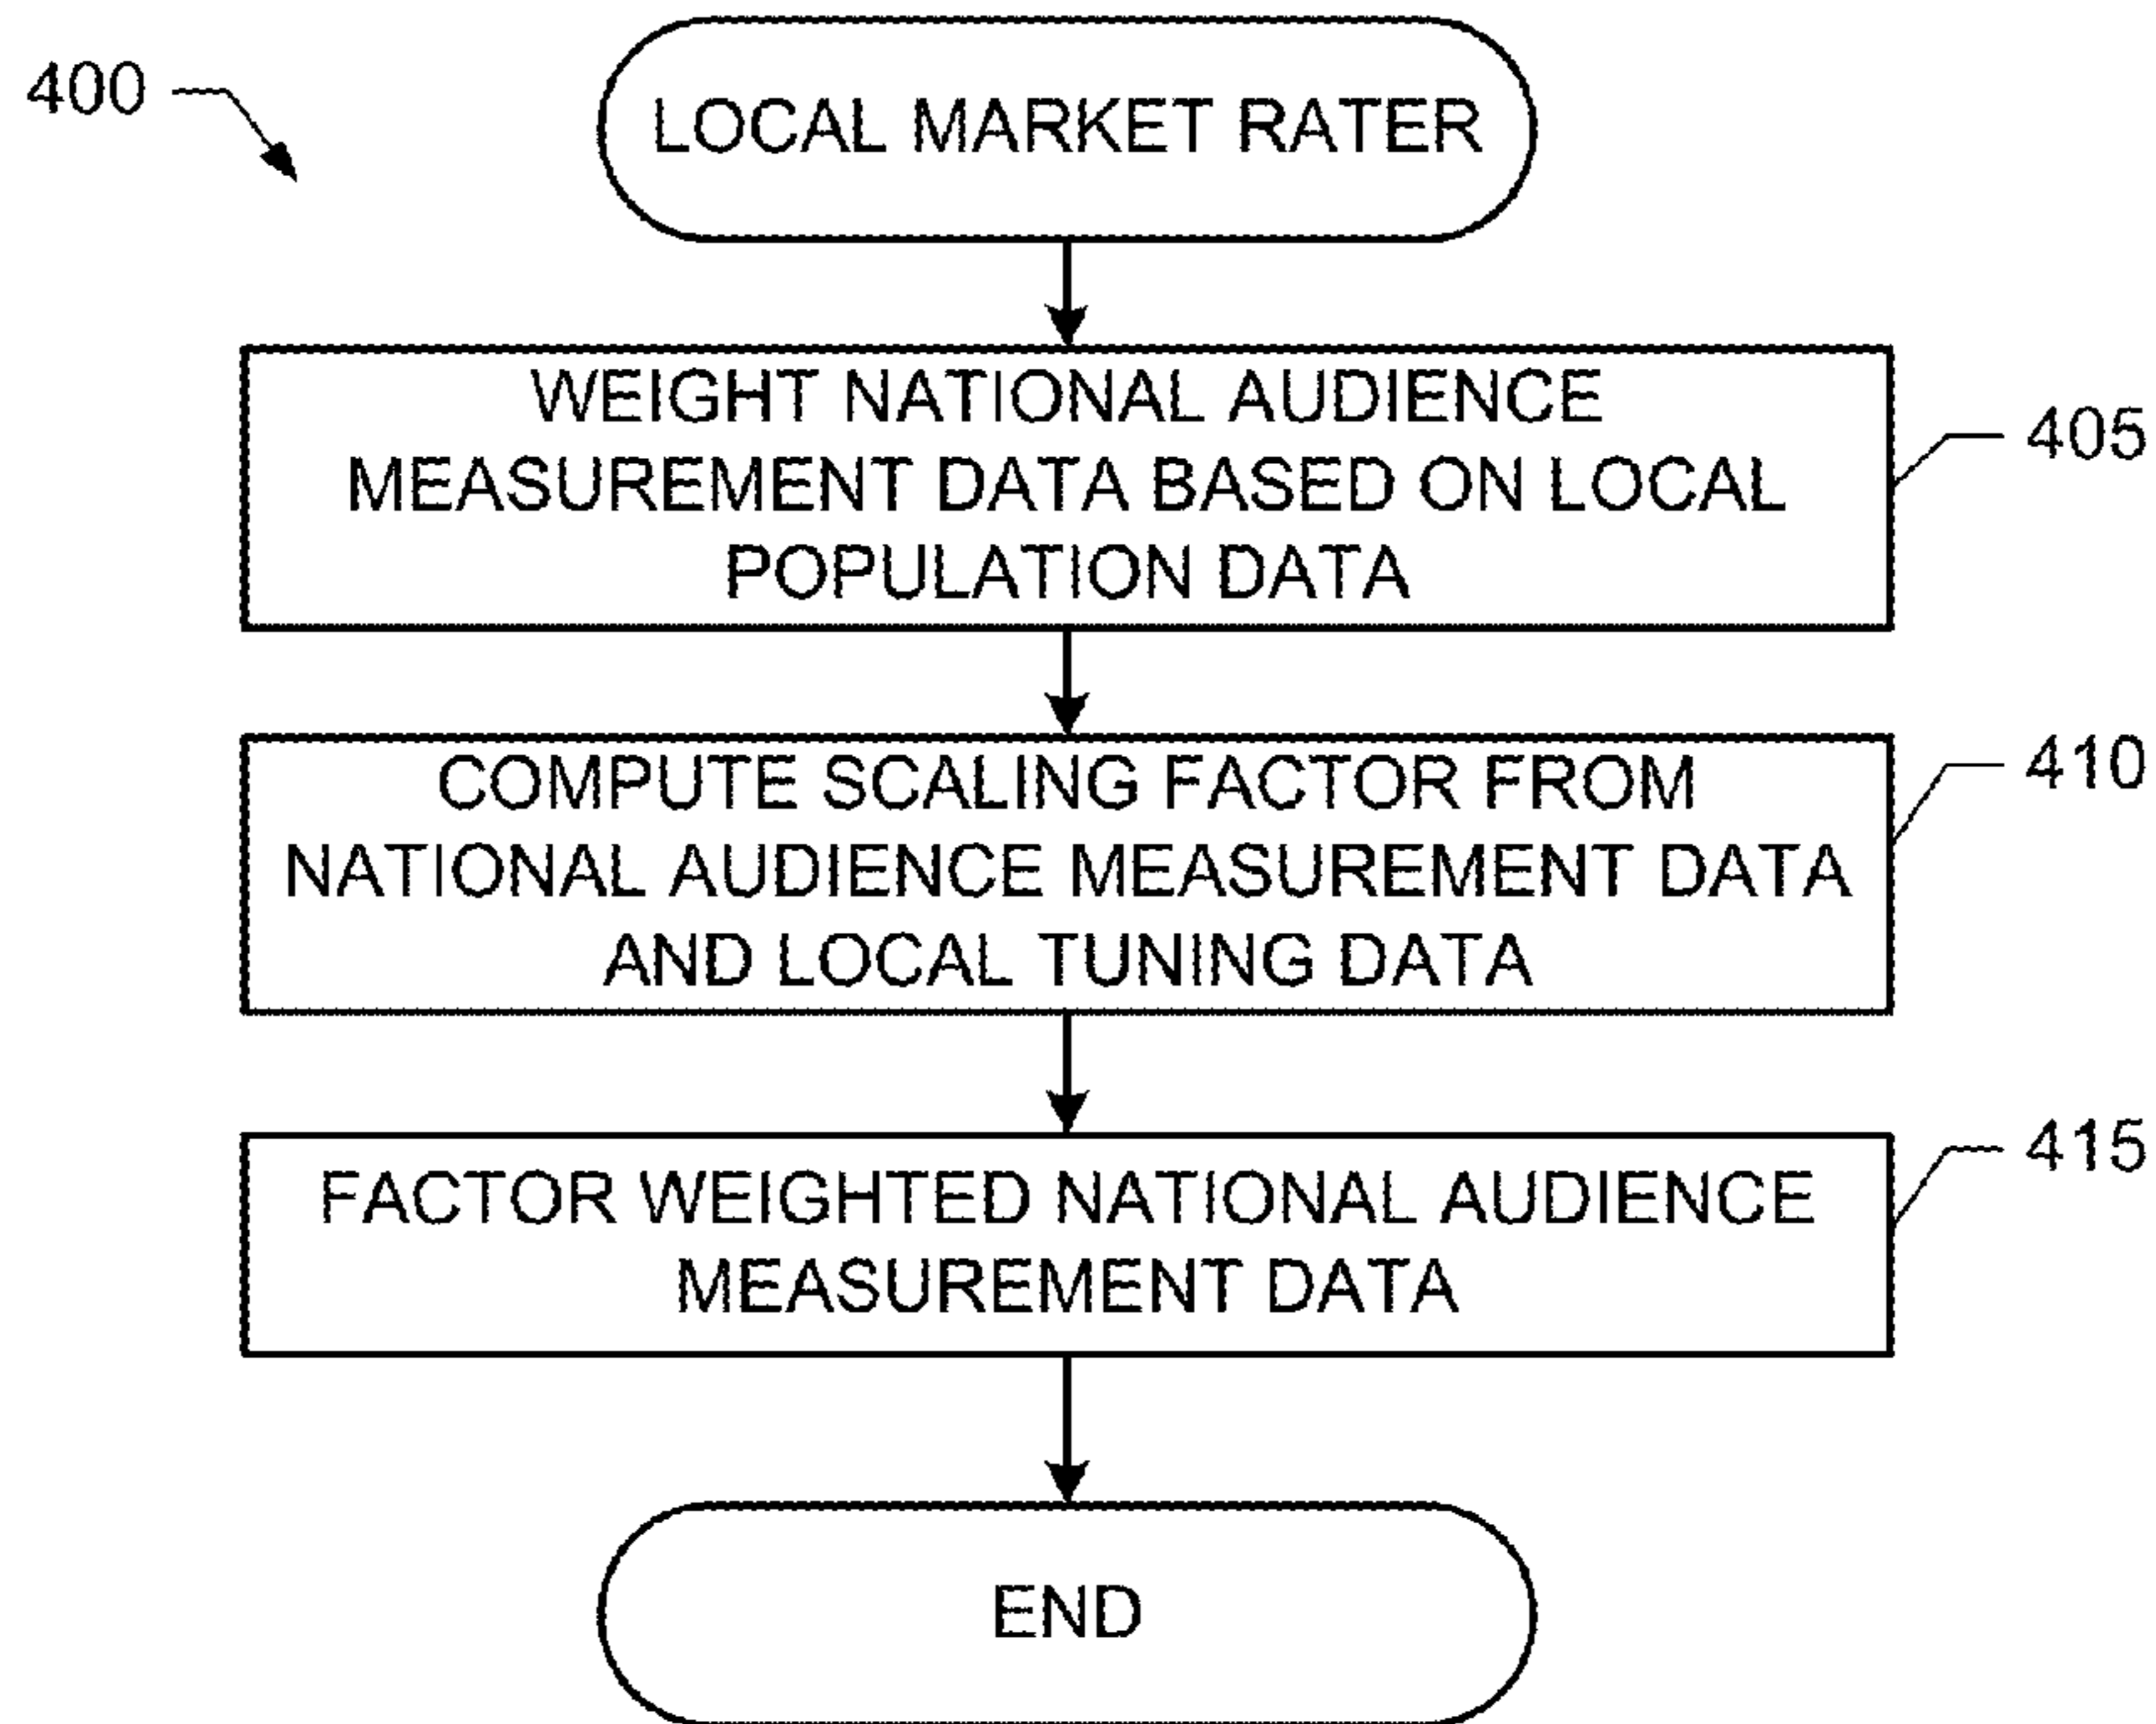 400
LOCAL MARKET RATER
WEIGHT NATIONAL AUDIENCE
MEASUREMENT DATA BASED ON LOCAL
POPULATION DATA
405
COMPUTE SCALING FACTOR FROM
NATIONAL AUDIENCE MEASUREMENT DATA
AND LOCAL TUNING DATA
410
FACTOR WEIGHTED NATIONAL AUDIENCE
MEASUREMENT DATA
415
END